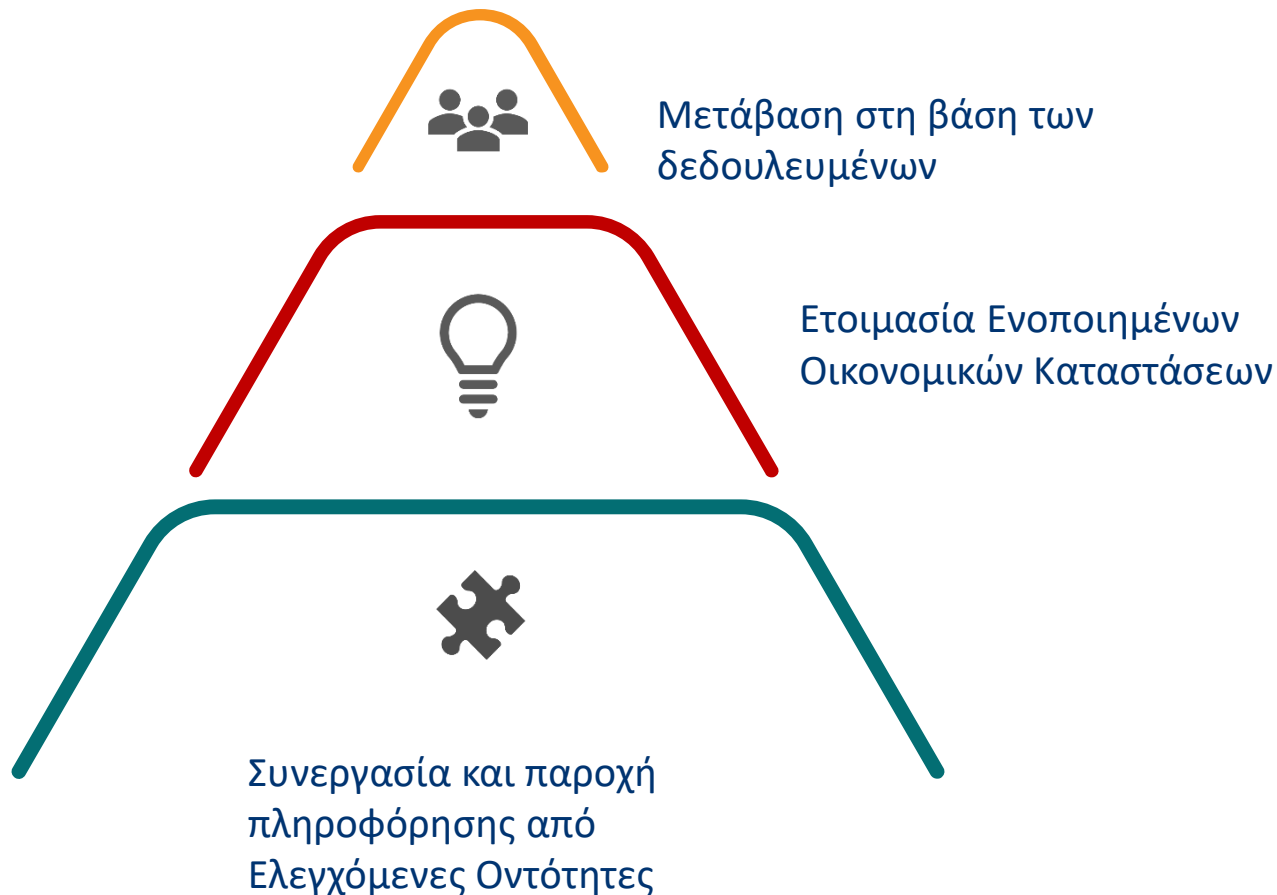 Μετάβαση στη βάση των
δεδουλευμένων
Ετοιμασία Ενοποιημένων
Οικονομικών Καταστάσεων
Συνεργασία και παροχή
πληροφόρησης από
Ελεγχόμενες Οντότητες